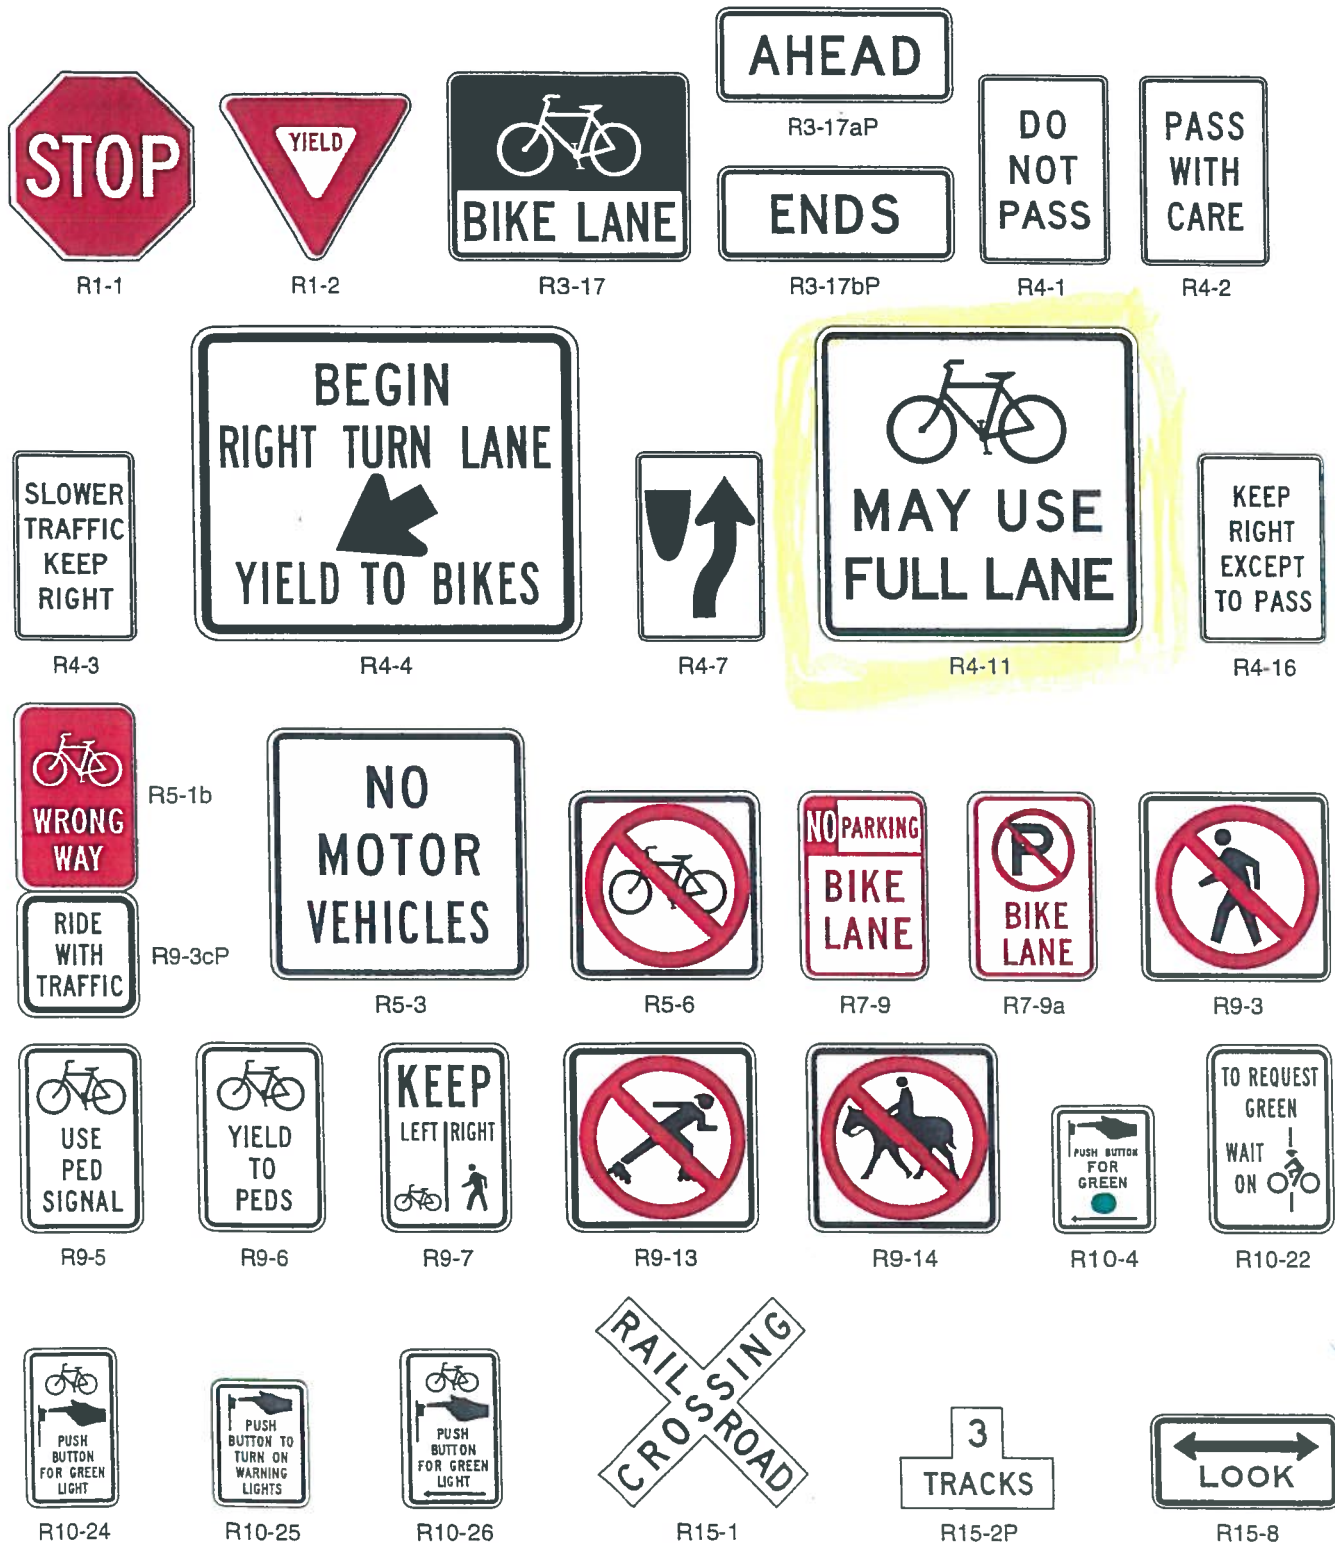 AHEAD
R3-17aP
STOP
R1-1
YIELD
R1-2
BIKE LANE
R3-17
ENDS
R3-17bP
DO
NOT
PASS
R4-1
PASS
WITH
CARE
R4-2
SLOWER
TRAFFIC
KEEP
RIGHT
R4-3
BEGIN
RIGHT TURN LANE
YIELD TO BIKES
R4-4
R4-7
MAY USE
FULL LANE
R4-11
KEEP
RIGHT
EXCEPT
TO PASS
R4-16
WRONG
WAY
R5-1b
RIDE
WITH
TRAFFIC
R9-3cP
NO
MOTOR
VEHICLES
R5-3
R5-6
NO PARKING
BIKE
LANE
R7-9
P
BIKE
LANE
R7-9a
R9-3
USE
PED
SIGNAL
R9-5
YIELD
TO
PEDS
R9-6
KEEP
LEFT RIGHT
R9-7
R9-13
R9-14
PUSH BUTTON
FOR
GREEN
R10-4
TO REQUEST
GREEN
WAIT
ON
R10-22
PUSH
BUTTON
FOR GREEN
LIGHT
R10-24
PUSH
BUTTON TO
TURN ON
WARNING
LIGHTS
R10-25
PUSH
BUTTON
FOR GREEN
LIGHT
R10-26
RAILROAD
CROSSING
R15-1
3
TRACKS
R15-2P
LOOK
R15-8